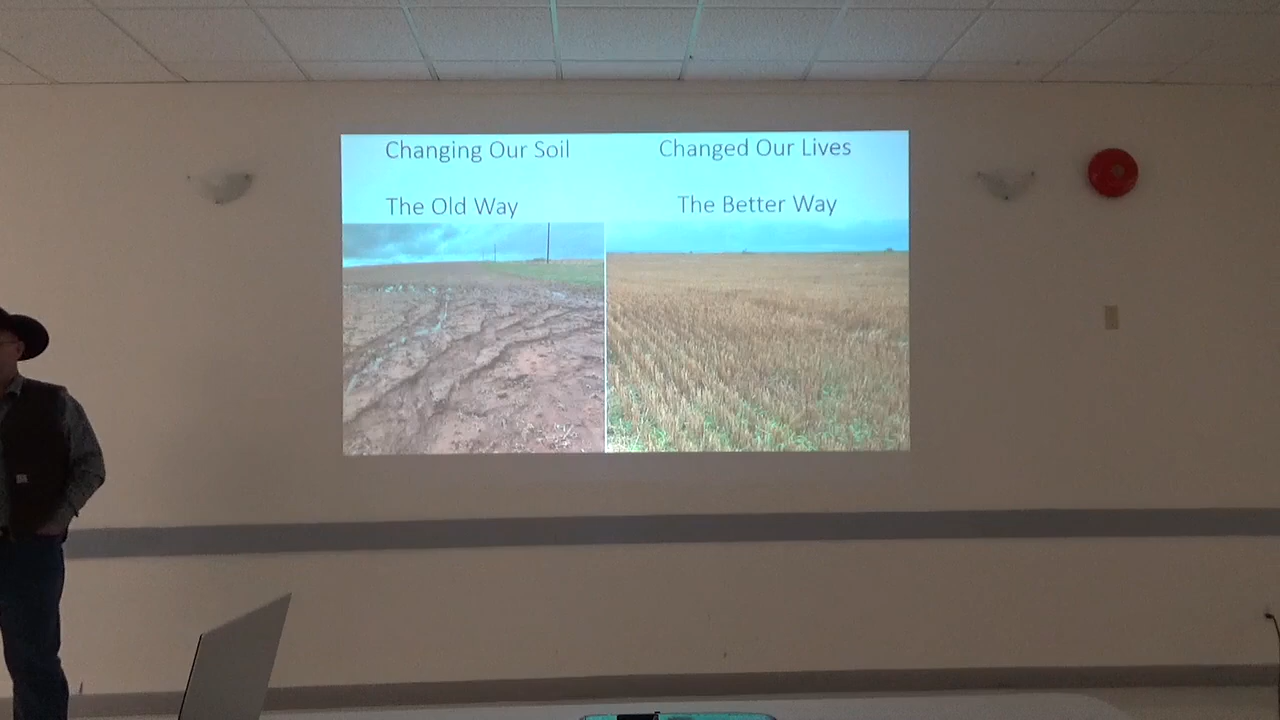 Changing Our Soil
Changed Our Lives
The Old Way
The Better Way